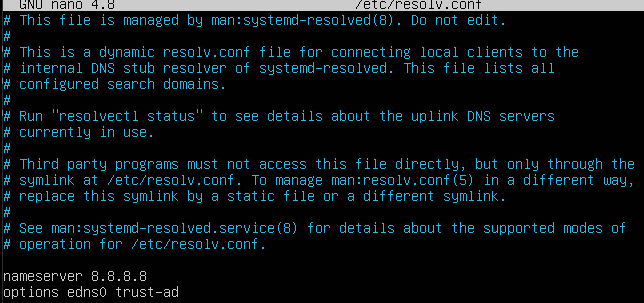 GNU nano 4.8 /etc/resolv.conf
# This file is managed by man:systemd-resolved(8). Do not edit.
#
# This is a dynamic resolv.conf file for connecting local clients to the
# internal DNS stub resolver of systemd-resolved. This file lists all
# configured search domains.
#
# Run "resolvectl status" to see details about the uplink DNS servers
# currently in use.
#
# Third party programs must not access this file directly, but only through the
# symlink at /etc/resolv.conf. To manage man:resolv.conf(5) in a different way,
# replace this symlink by a static file or a different symlink.
#
# See man:systemd-resolved.service(8) for details about the supported modes of
# operation for /etc/resolv.conf.
nameserver 8.8.8.8
options edns0 trust-ad